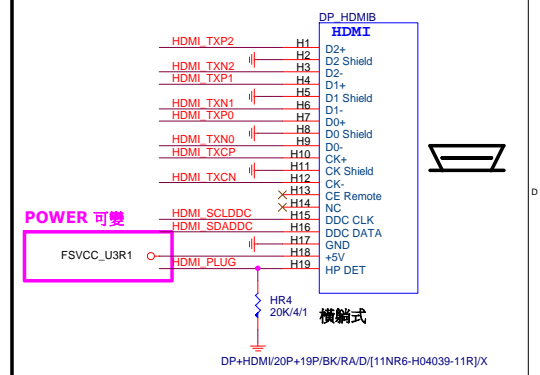 DP_HDMIB
HDMI
HDMI_TXP2 H1 D2+
H2 D2 Shield
HDMI_TXN2 H3 D2-
HDMI_TXP1 H4 D1+
H5 D1 Shield
HDMI_TXN1 H6 D1-
HDMI_TXP0 H7 D0+
H8 D0 Shield
HDMI_TXN0 H9 D0-
HDMI_TXCP H10 CK+
H11 CK Shield
HDMI_TXCN H12 CK-
H13 CE Remote
H14 NC
HDMI_SCLDDC H15 DDC CLK
HDMI_SDADDC H16 DDC DATA
H17 GND
H18 +5V
HDMI_PLUG H19 HP DET
D
POWER 可變
FSVCC_U3R1
HR4
20K/4/1
橫躺式
DP+HDMI/20P+19P/BK/RA/D/[11NR6-H04039-11R]/X